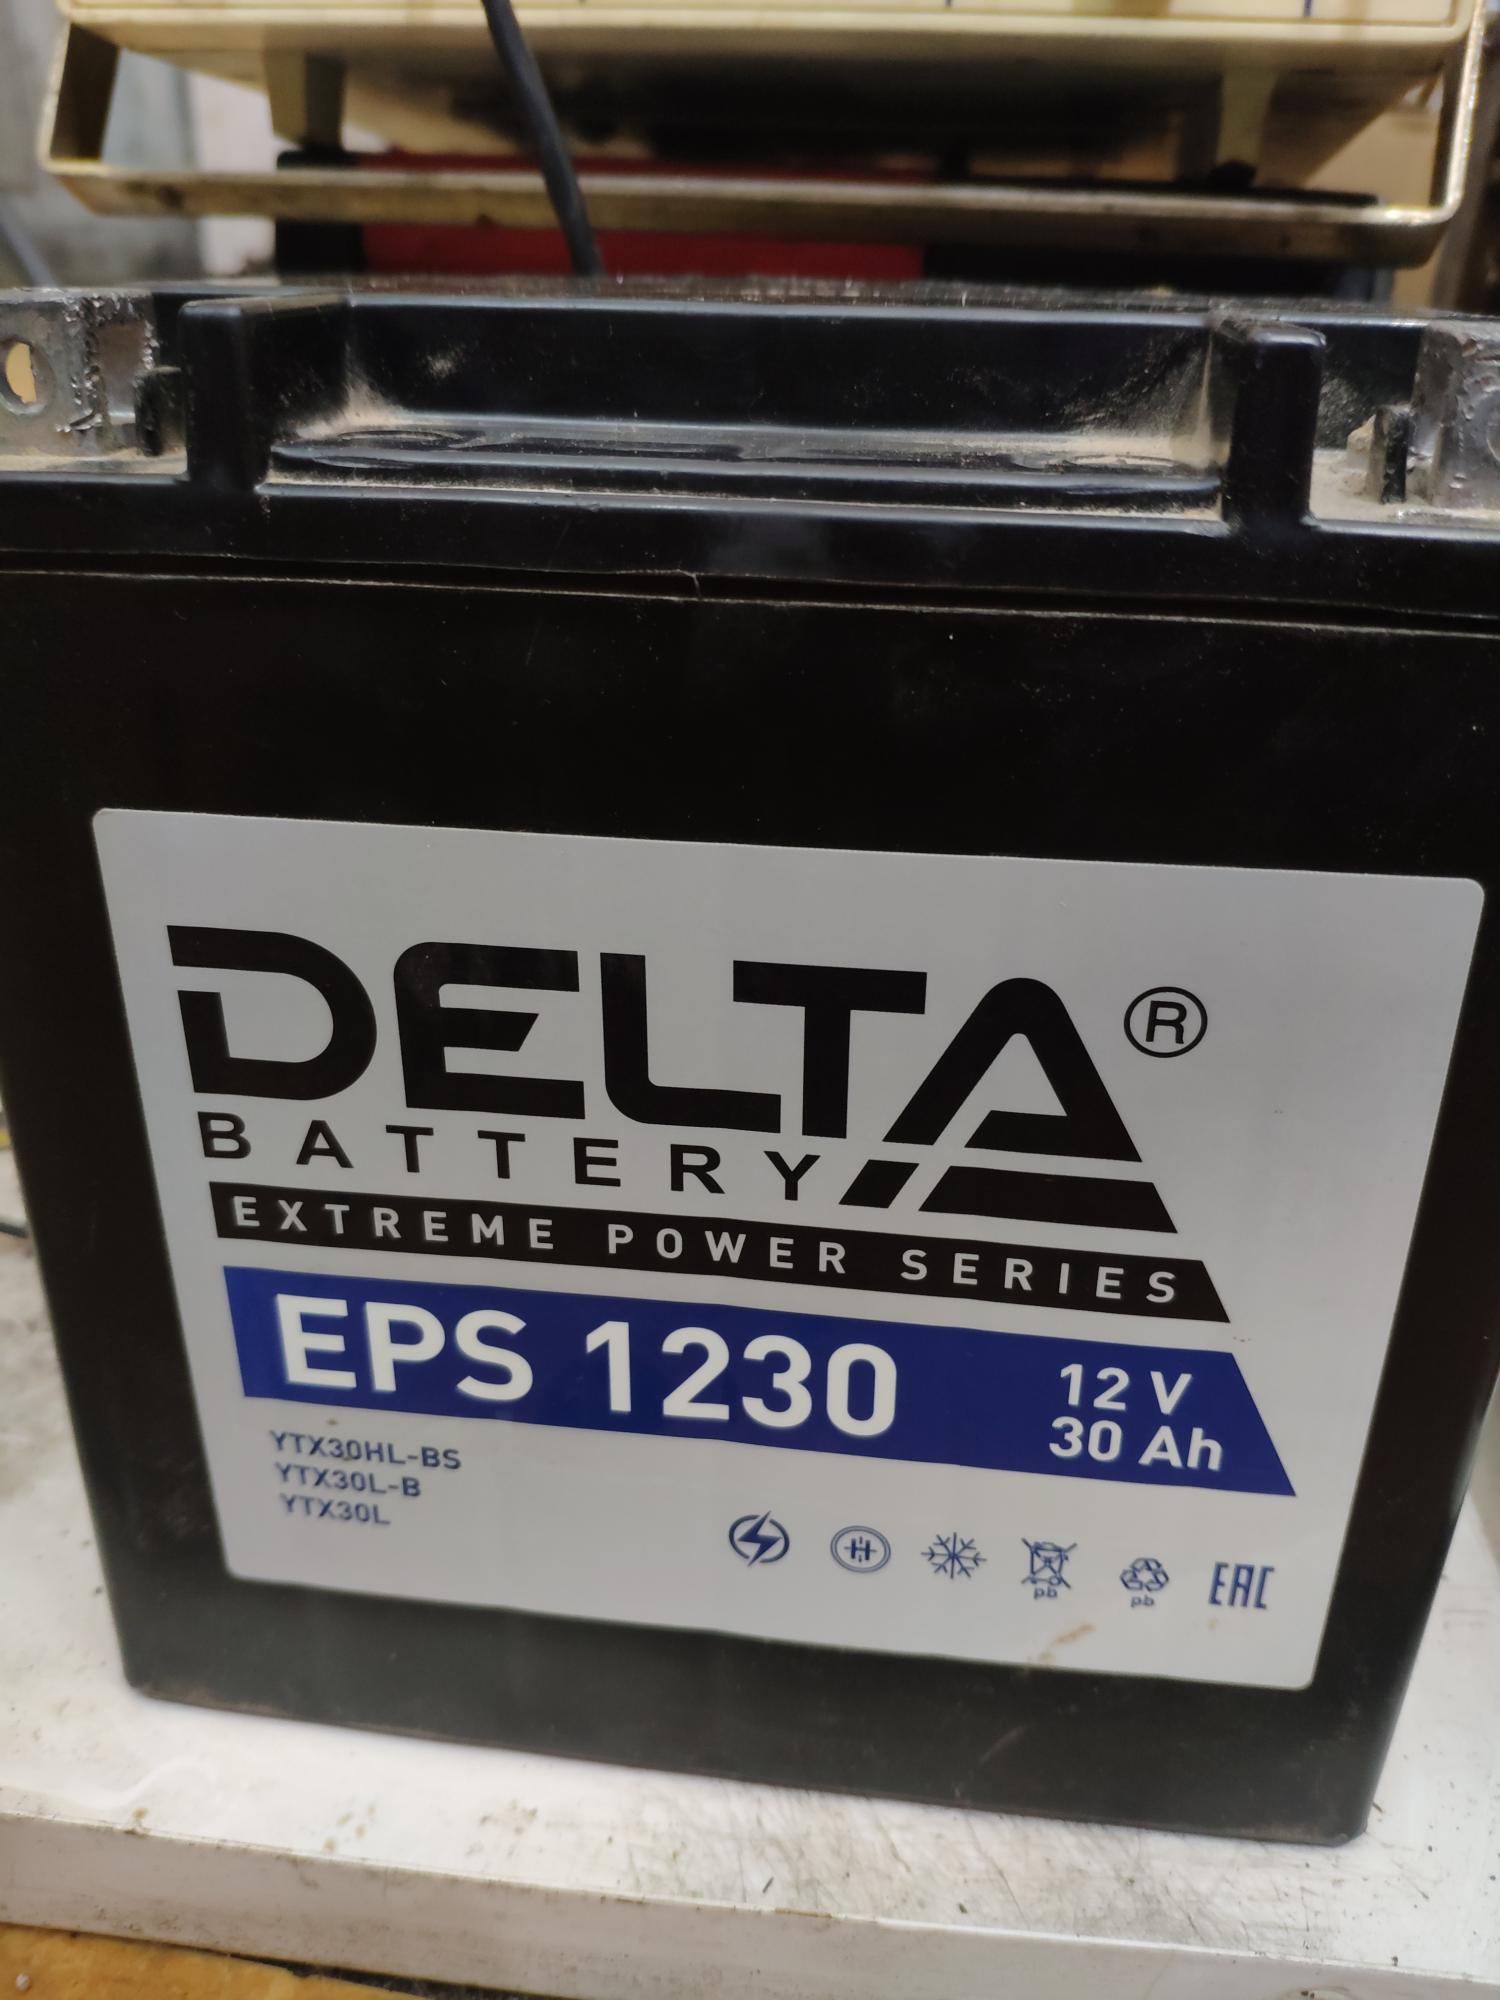 DELTA®
BATTERY
EXTREME POWER SERIES
EPS 1230
12 V
30 Ah
YTX30HL-BS
YTX30L-B
YTX30L
pb
pb
EAC